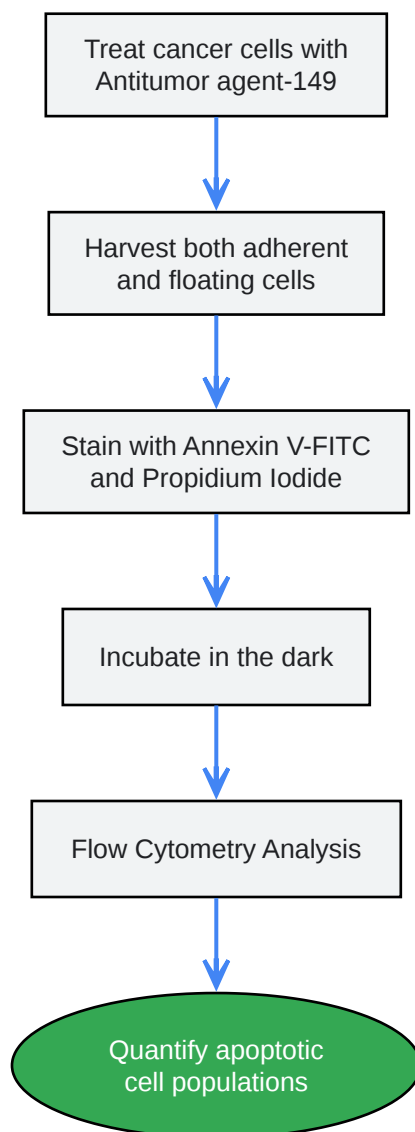 Treat cancer cells with
Antitumor agent-149
Harvest both adherent
and floating cells
Stain with Annexin V-FITC
and Propidium Iodide
Incubate in the dark
Flow Cytometry Analysis
Quantify apoptotic
cell populations